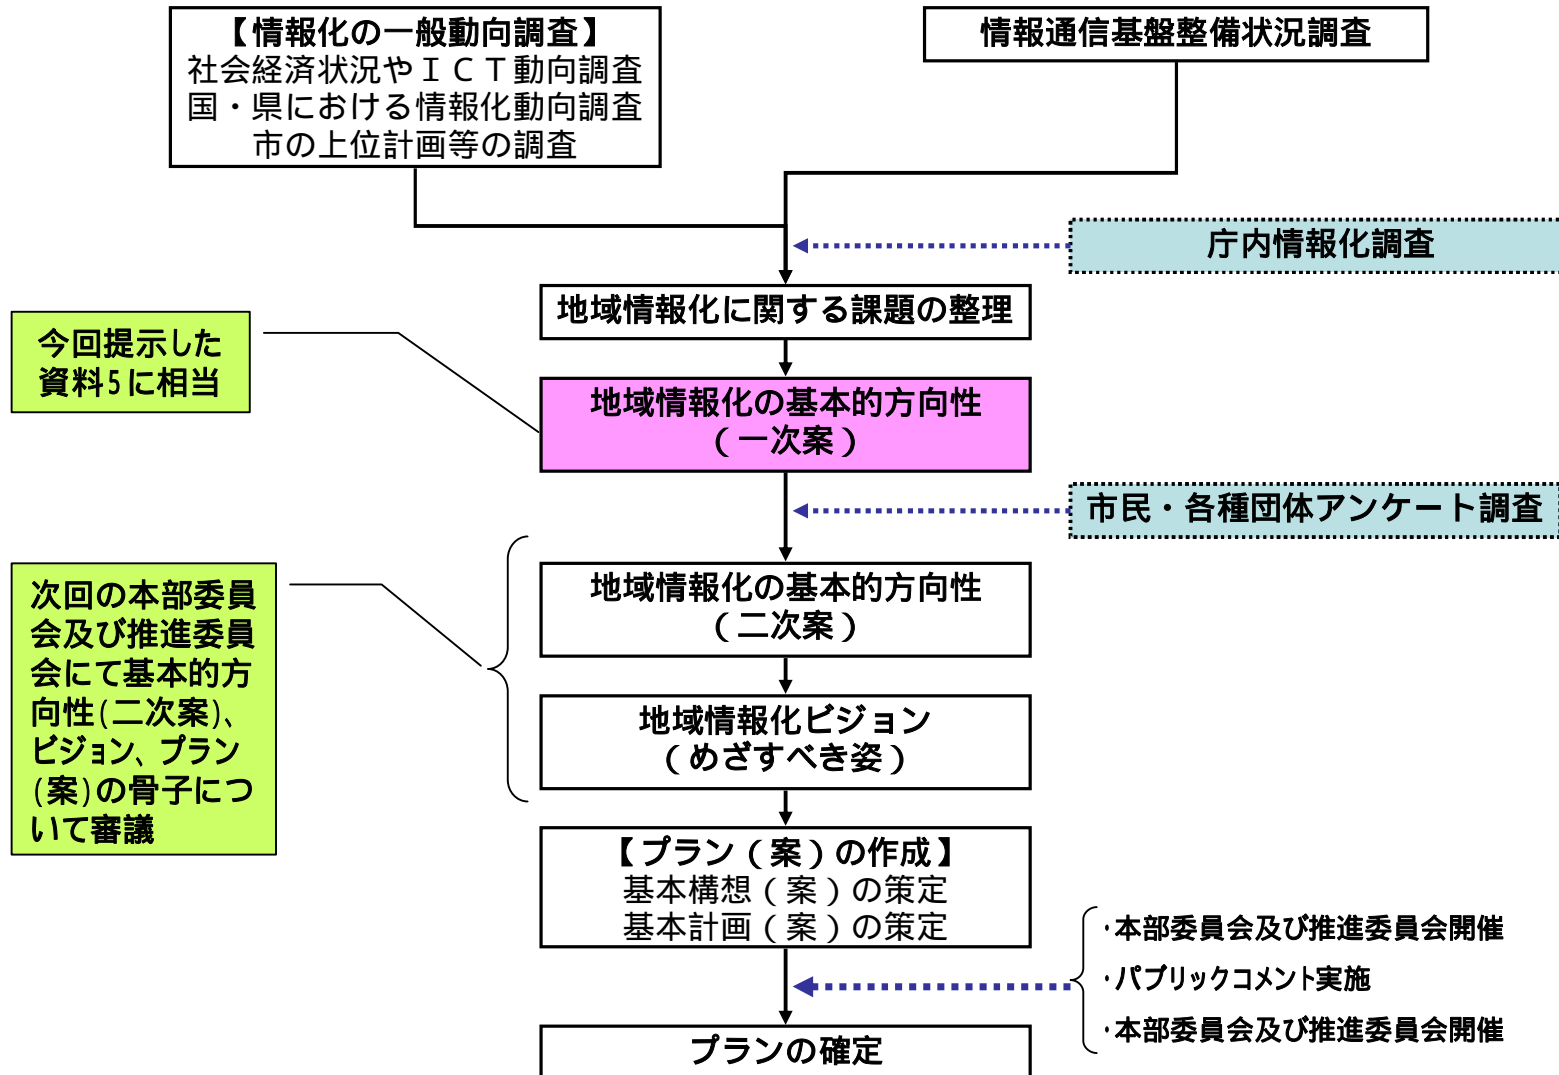 【情報化の一般動向調査】
社会経済状況やＩＣＴ動向調査
国・県における情報化動向調査
市の上位計画等の調査
情報通信基盤整備状況調査
庁内情報化調査
地域情報化に関する課題の整理
今回提示した
資料5に相当
地域情報化の基本的方向性
（一次案）
市民・各種団体アンケート調査
次回の本部委員
会及び推進委員
会にて基本的方
向性(二次案)、
ビジョン、プラン
(案)の骨子につ
いて審議
地域情報化の基本的方向性
（二次案）
地域情報化ビジョン
（めざすべき姿）
【プラン（案）の作成】
基本構想（案）の策定
基本計画（案）の策定
・本部委員会及び推進委員会開催
・パブリックコメント実施
・本部委員会及び推進委員会開催
プランの確定